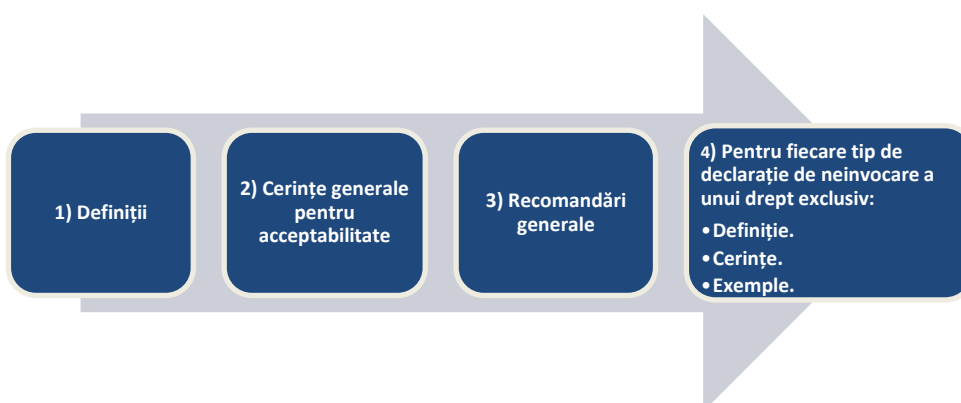 1) Definiții
2) Cerințe generale
pentru
acceptabilitate
3) Recomandări
generale
4) Pentru fiecare tip de
declarație de neinvocare a
unui drept exclusiv:
•Definiție.
•Cerințe.
•Exemple.